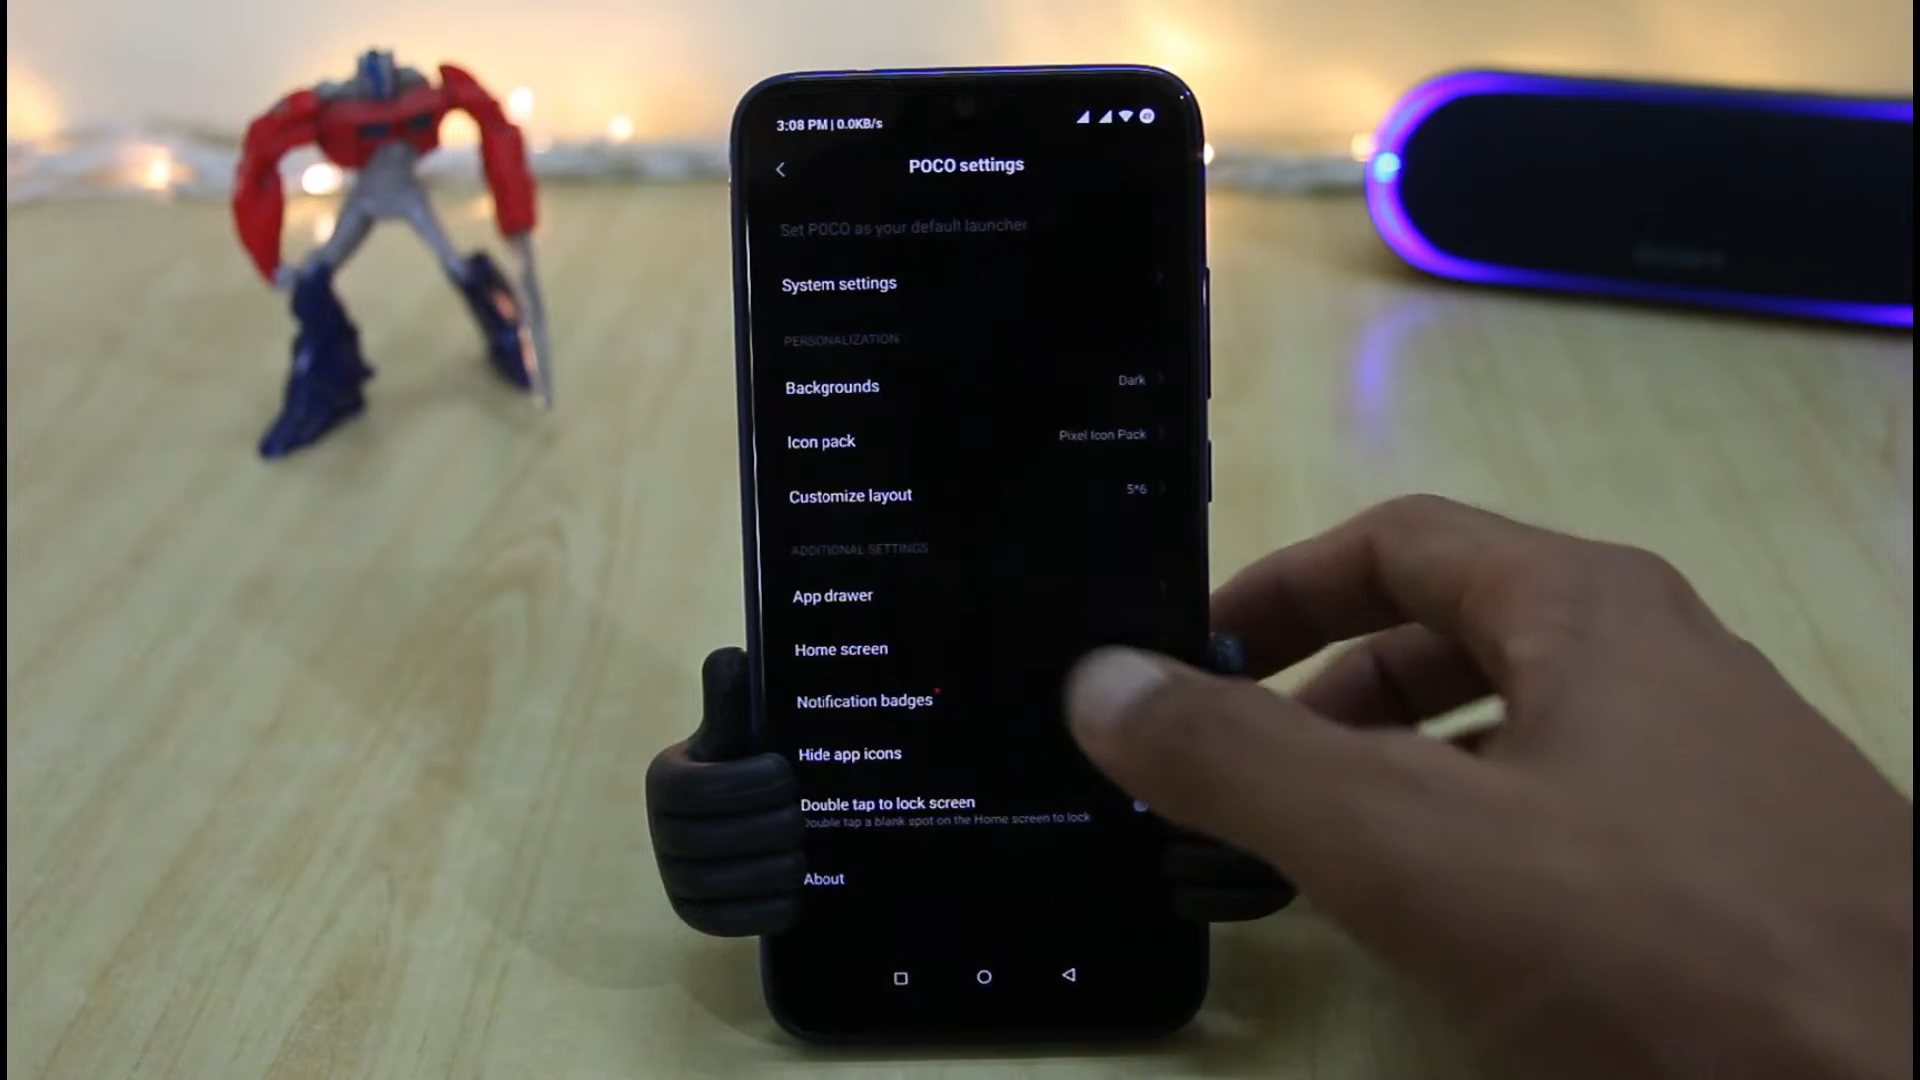 3:08 PM | 0.0KB/s
POCO settings
Set POCO as your default launcher
System settings
PERSONALIZATION
Backgrounds Dark
Icon pack Pixel Icon Pack
Customize layout 5*6
ADDITIONAL SETTINGS
App drawer
Home screen
Notification badges
Hide app icons
Double tap to lock screen
Double tap a blank spot on the Home screen to lock
About